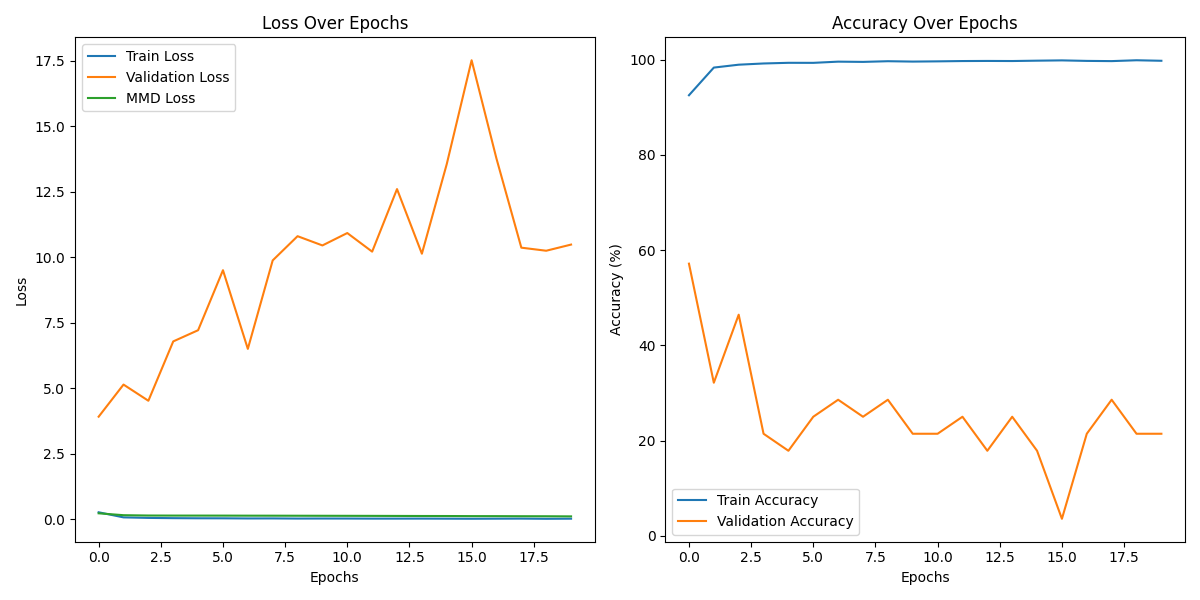 Loss Over Epochs
Train Loss
Validation Loss
MMD Loss
17.5
15.0
12.5
10.0
7.5
5.0
2.5
0.0
Loss
0.0 2.5 5.0 7.5 10.0 12.5 15.0 17.5
Epochs
Accuracy Over Epochs
100
80
60
40
20
0
Accuracy (%)
Train Accuracy
Validation Accuracy
0.0 2.5 5.0 7.5 10.0 12.5 15.0 17.5
Epochs